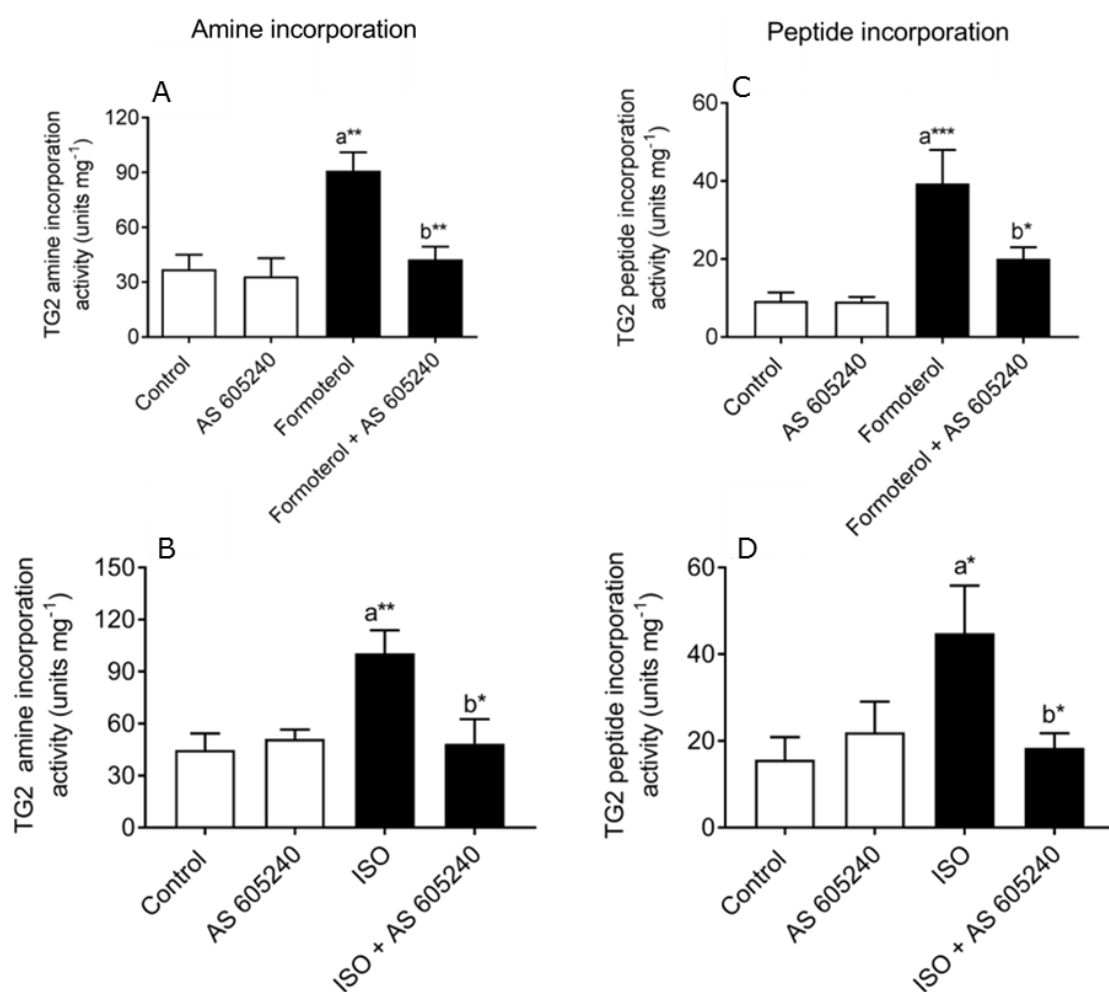 Amine incorporation
Peptide incorporation
A
TG2 amine incorporation
activity (units mg-1)
120
90
60
30
0
a**
b**
Control
AS 605240
Formoterol
Formoterol + AS 605240
C
TG2 peptide incorporation
activity (units mg-1)
60
40
20
0
a***
b*
Control
AS 605240
Formoterol
Formoterol + AS 605240
B
TG2 amine incorporation
activity (units mg-1)
150
120
90
60
30
0
a**
b*
Control
AS 605240
ISO
ISO + AS 605240
D
TG2 peptide incorporation
activity (units mg-1)
60
40
20
0
a*
b*
Control
AS 605240
ISO
ISO + AS 605240